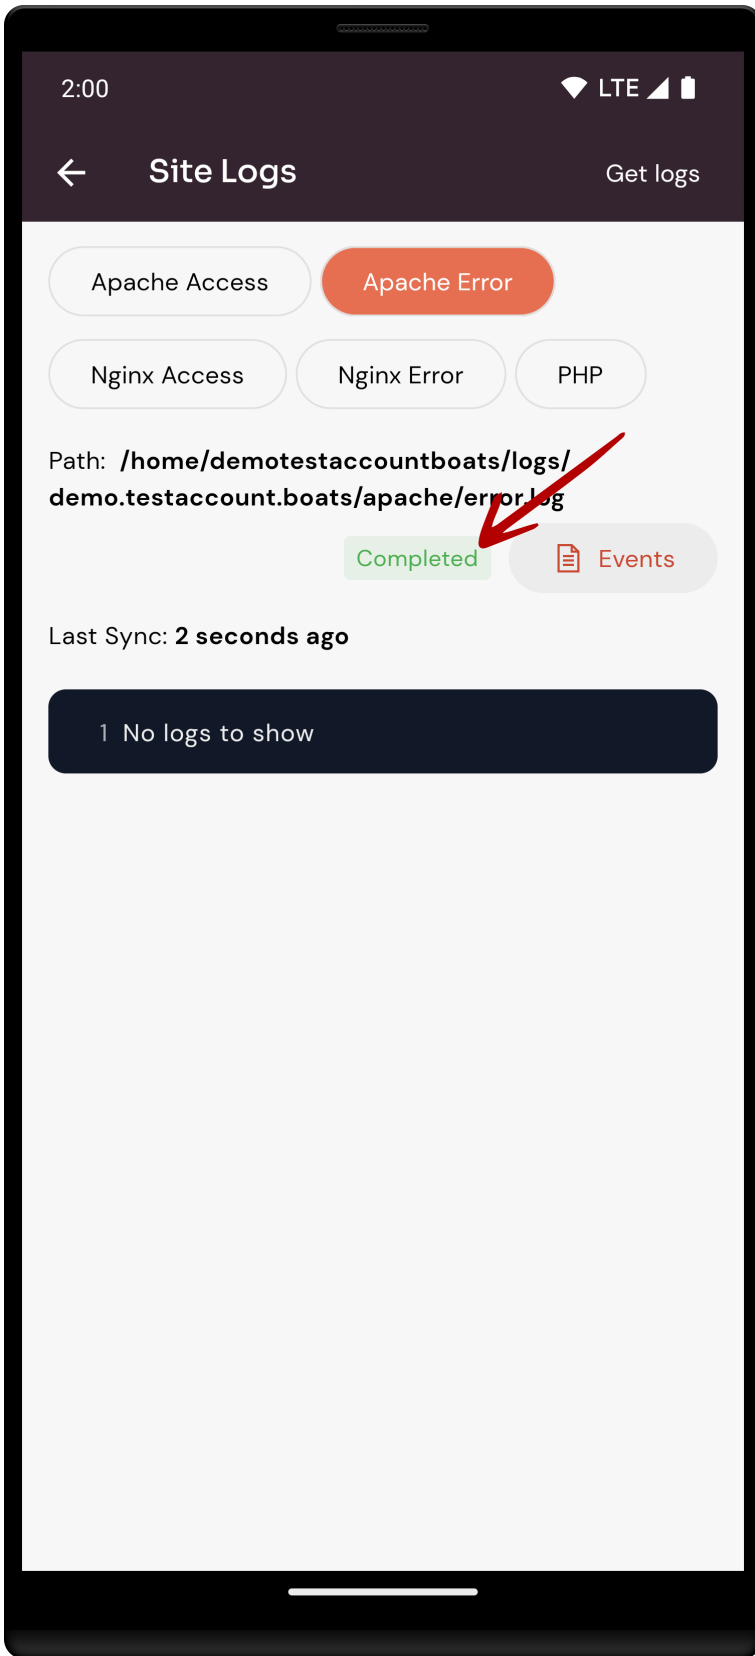 2:00 LTE
Site Logs Get logs
Apache Access Apache Error
Nginx Access Nginx Error PHP
Path: /home/demotestaccountboats/logs/
demo.testaccount.boats/apache/error.log
Completed Events
Last Sync: 2 seconds ago
1 No logs to show